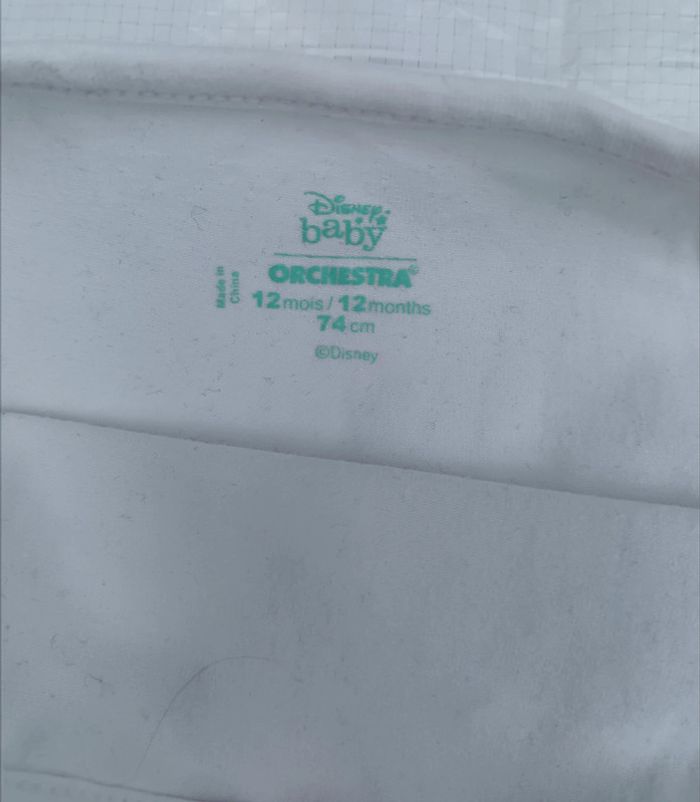 Disney
baby
ORCHESTRA®
Made in
China
12 mois / 12 months
74 cm
©Disney